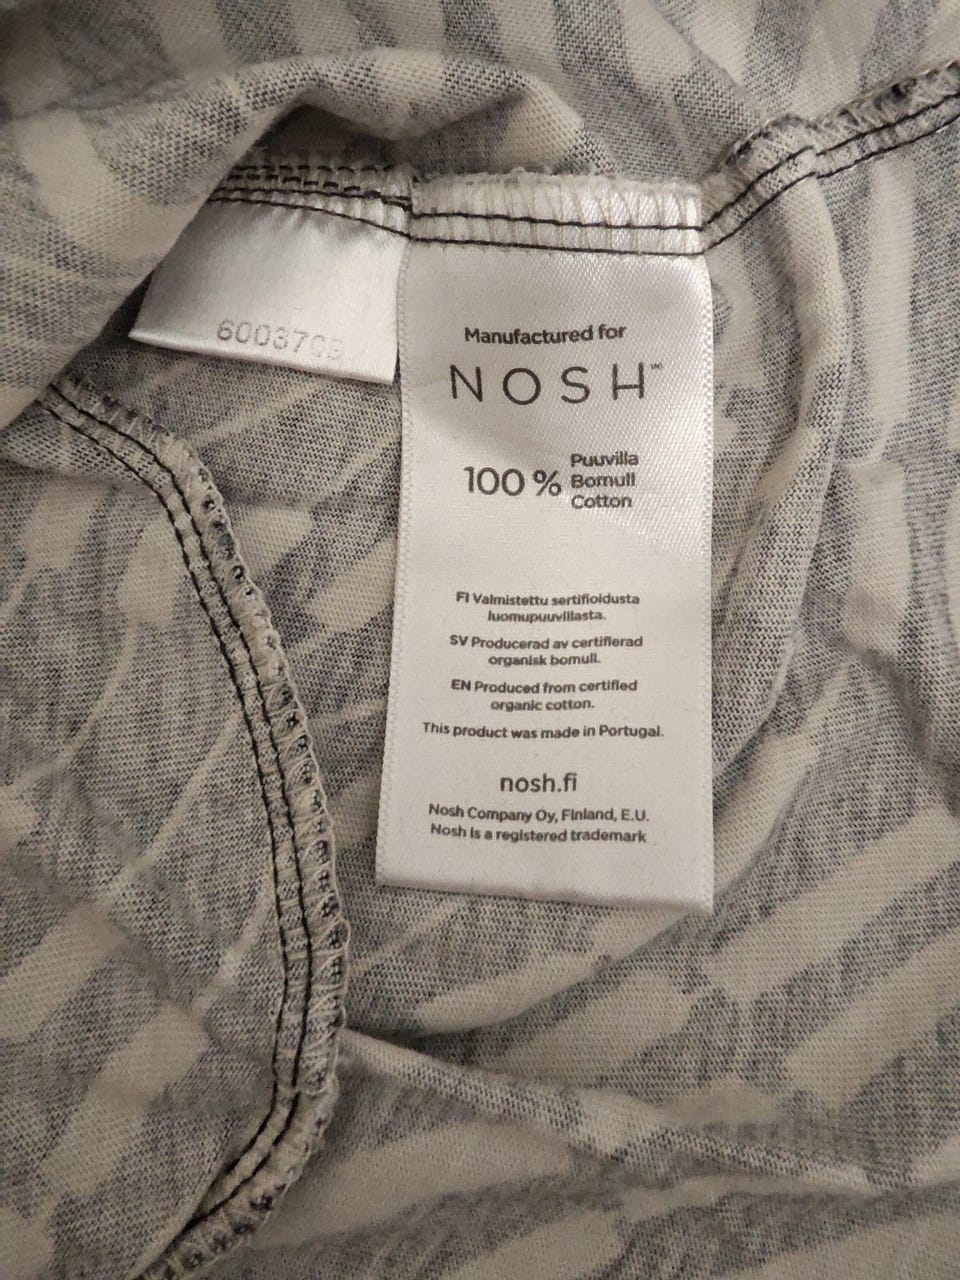 Manufactured for
NOSH™
100 % Puuvilla
Bomull
Cotton
FI Valmistettu sertifioidusta
luomupuuvillasta.
SV Producerad av certifierad
organisk bomull.
EN Produced from certified
organic cotton.
This product was made in Portugal.
nosh.fi
Nosh Company Oy, Finland, E.U.
Nosh is a registered trademark